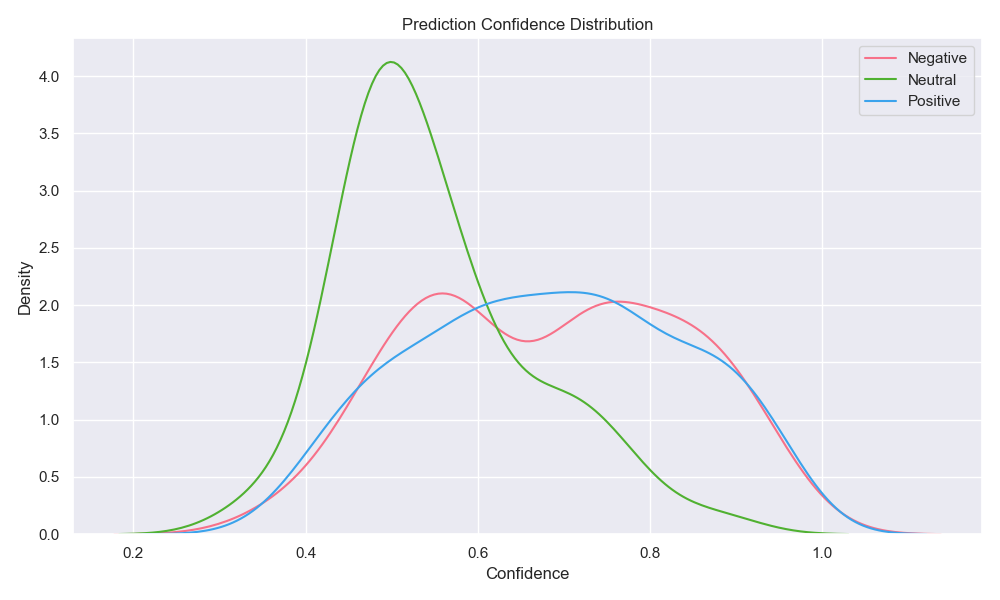 Prediction Confidence Distribution
Negative
Neutral
Positive
Density
4.0
3.5
3.0
2.5
2.0
1.5
1.0
0.5
0.0
0.2 0.4 0.6 0.8 1.0
Confidence